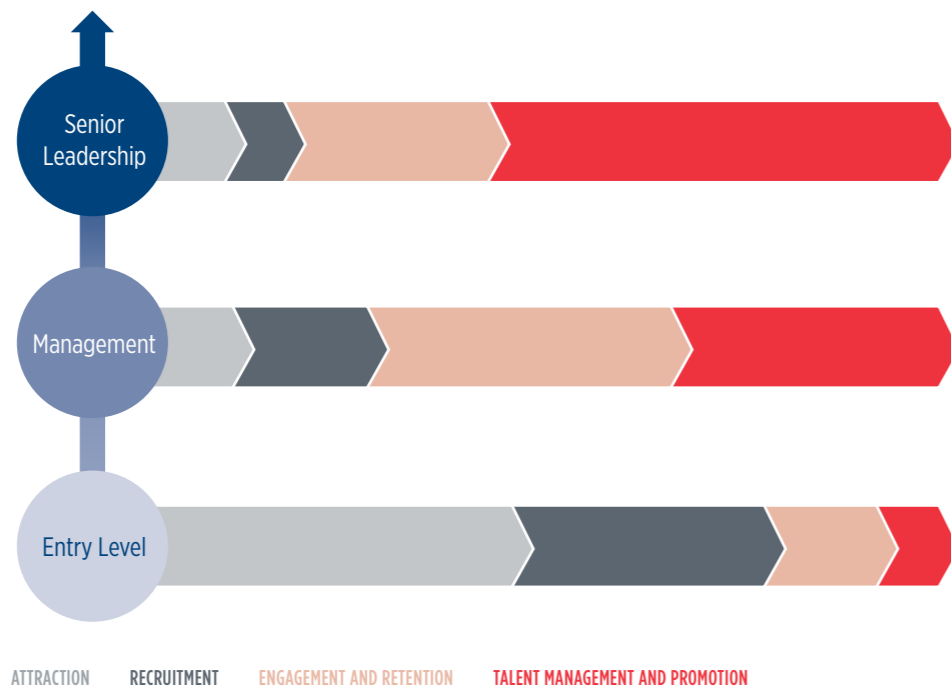 Senior
Leadership
Management
Entry Level
ATTRACTION RECRUITMENT ENGAGEMENT AND RETENTION TALENT MANAGEMENT AND PROMOTION